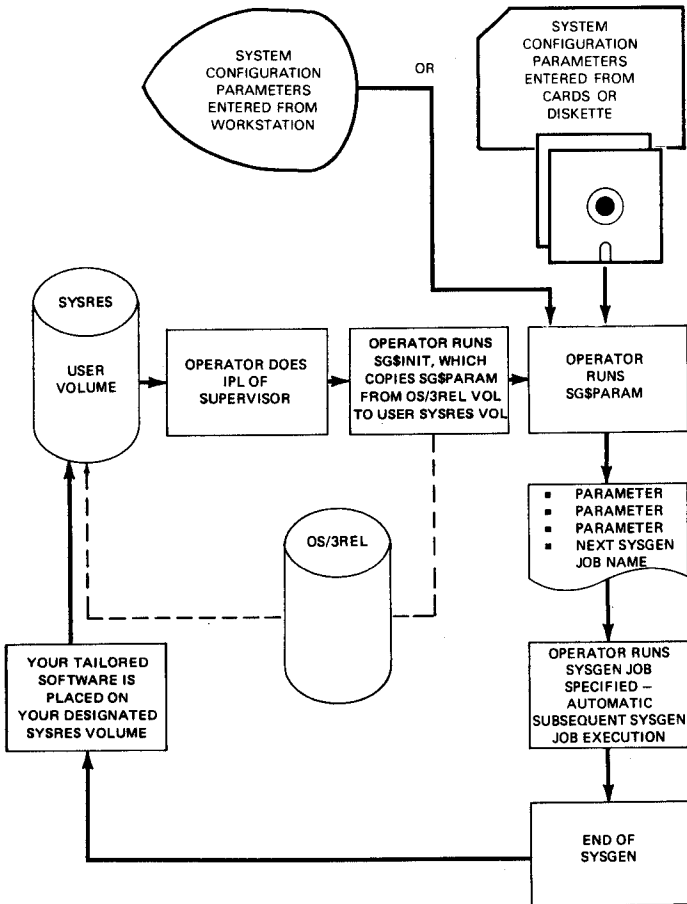 SYSTEM
CONFIGURATION
PARAMETERS
ENTERED FROM
WORKSTATION
OR
SYSTEM
CONFIGURATION
PARAMETERS
ENTERED FROM
CARDS OR
DISKETTE
SYSRES
USER
VOLUME
OPERATOR DOES
IPL OF
SUPERVISOR
OPERATOR RUNS
SG$INIT, WHICH
COPIES SG$PARAM
FROM OS/3REL VOL
TO USER SYSRES VOL
OPERATOR
RUNS
SG$PARAM
▪ PARAMETER
▪ PARAMETER
▪ PARAMETER
▪ NEXT SYSGEN
JOB NAME
OS/3REL
YOUR TAILORED
SOFTWARE IS
PLACED ON
YOUR DESIGNATED
SYSRES VOLUME
OPERATOR RUNS
SYSGEN JOB
SPECIFIED –
AUTOMATIC
SUBSEQUENT SYSGEN
JOB EXECUTION
END OF
SYSGEN